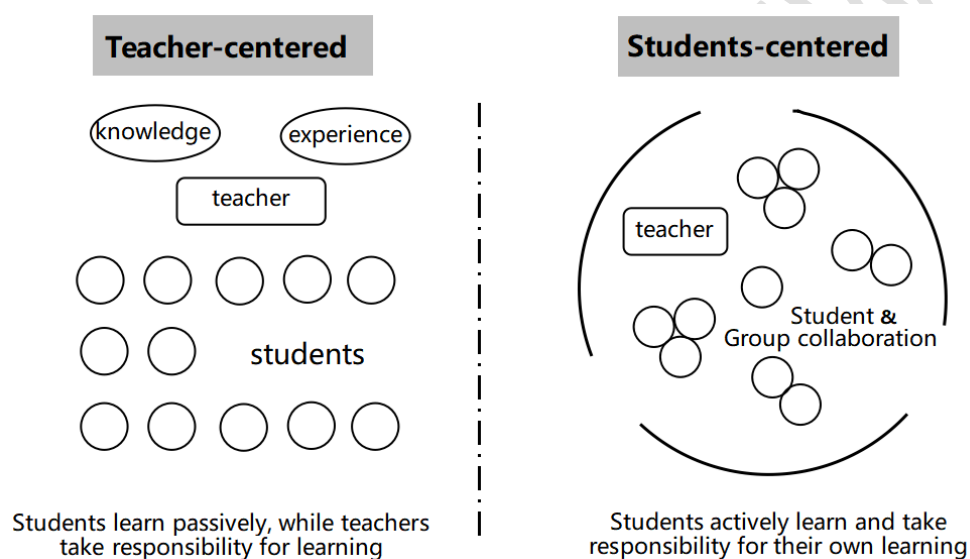 Teacher-centered
knowledge
experience
teacher
students
Students learn passively, while teachers
take responsibility for learning
Students-centered
teacher
Student &
Group collaboration
Students actively learn and take
responsibility for their own learning